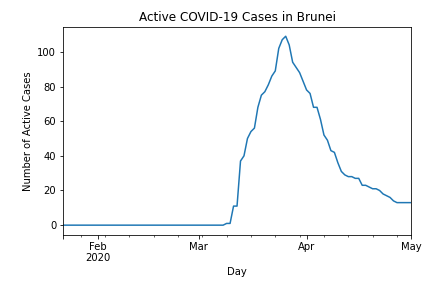 Active COVID-19 Cases in Brunei
Number of Active Cases
100
80
60
40
20
0
Feb
2020
Mar
Apr
May
Day